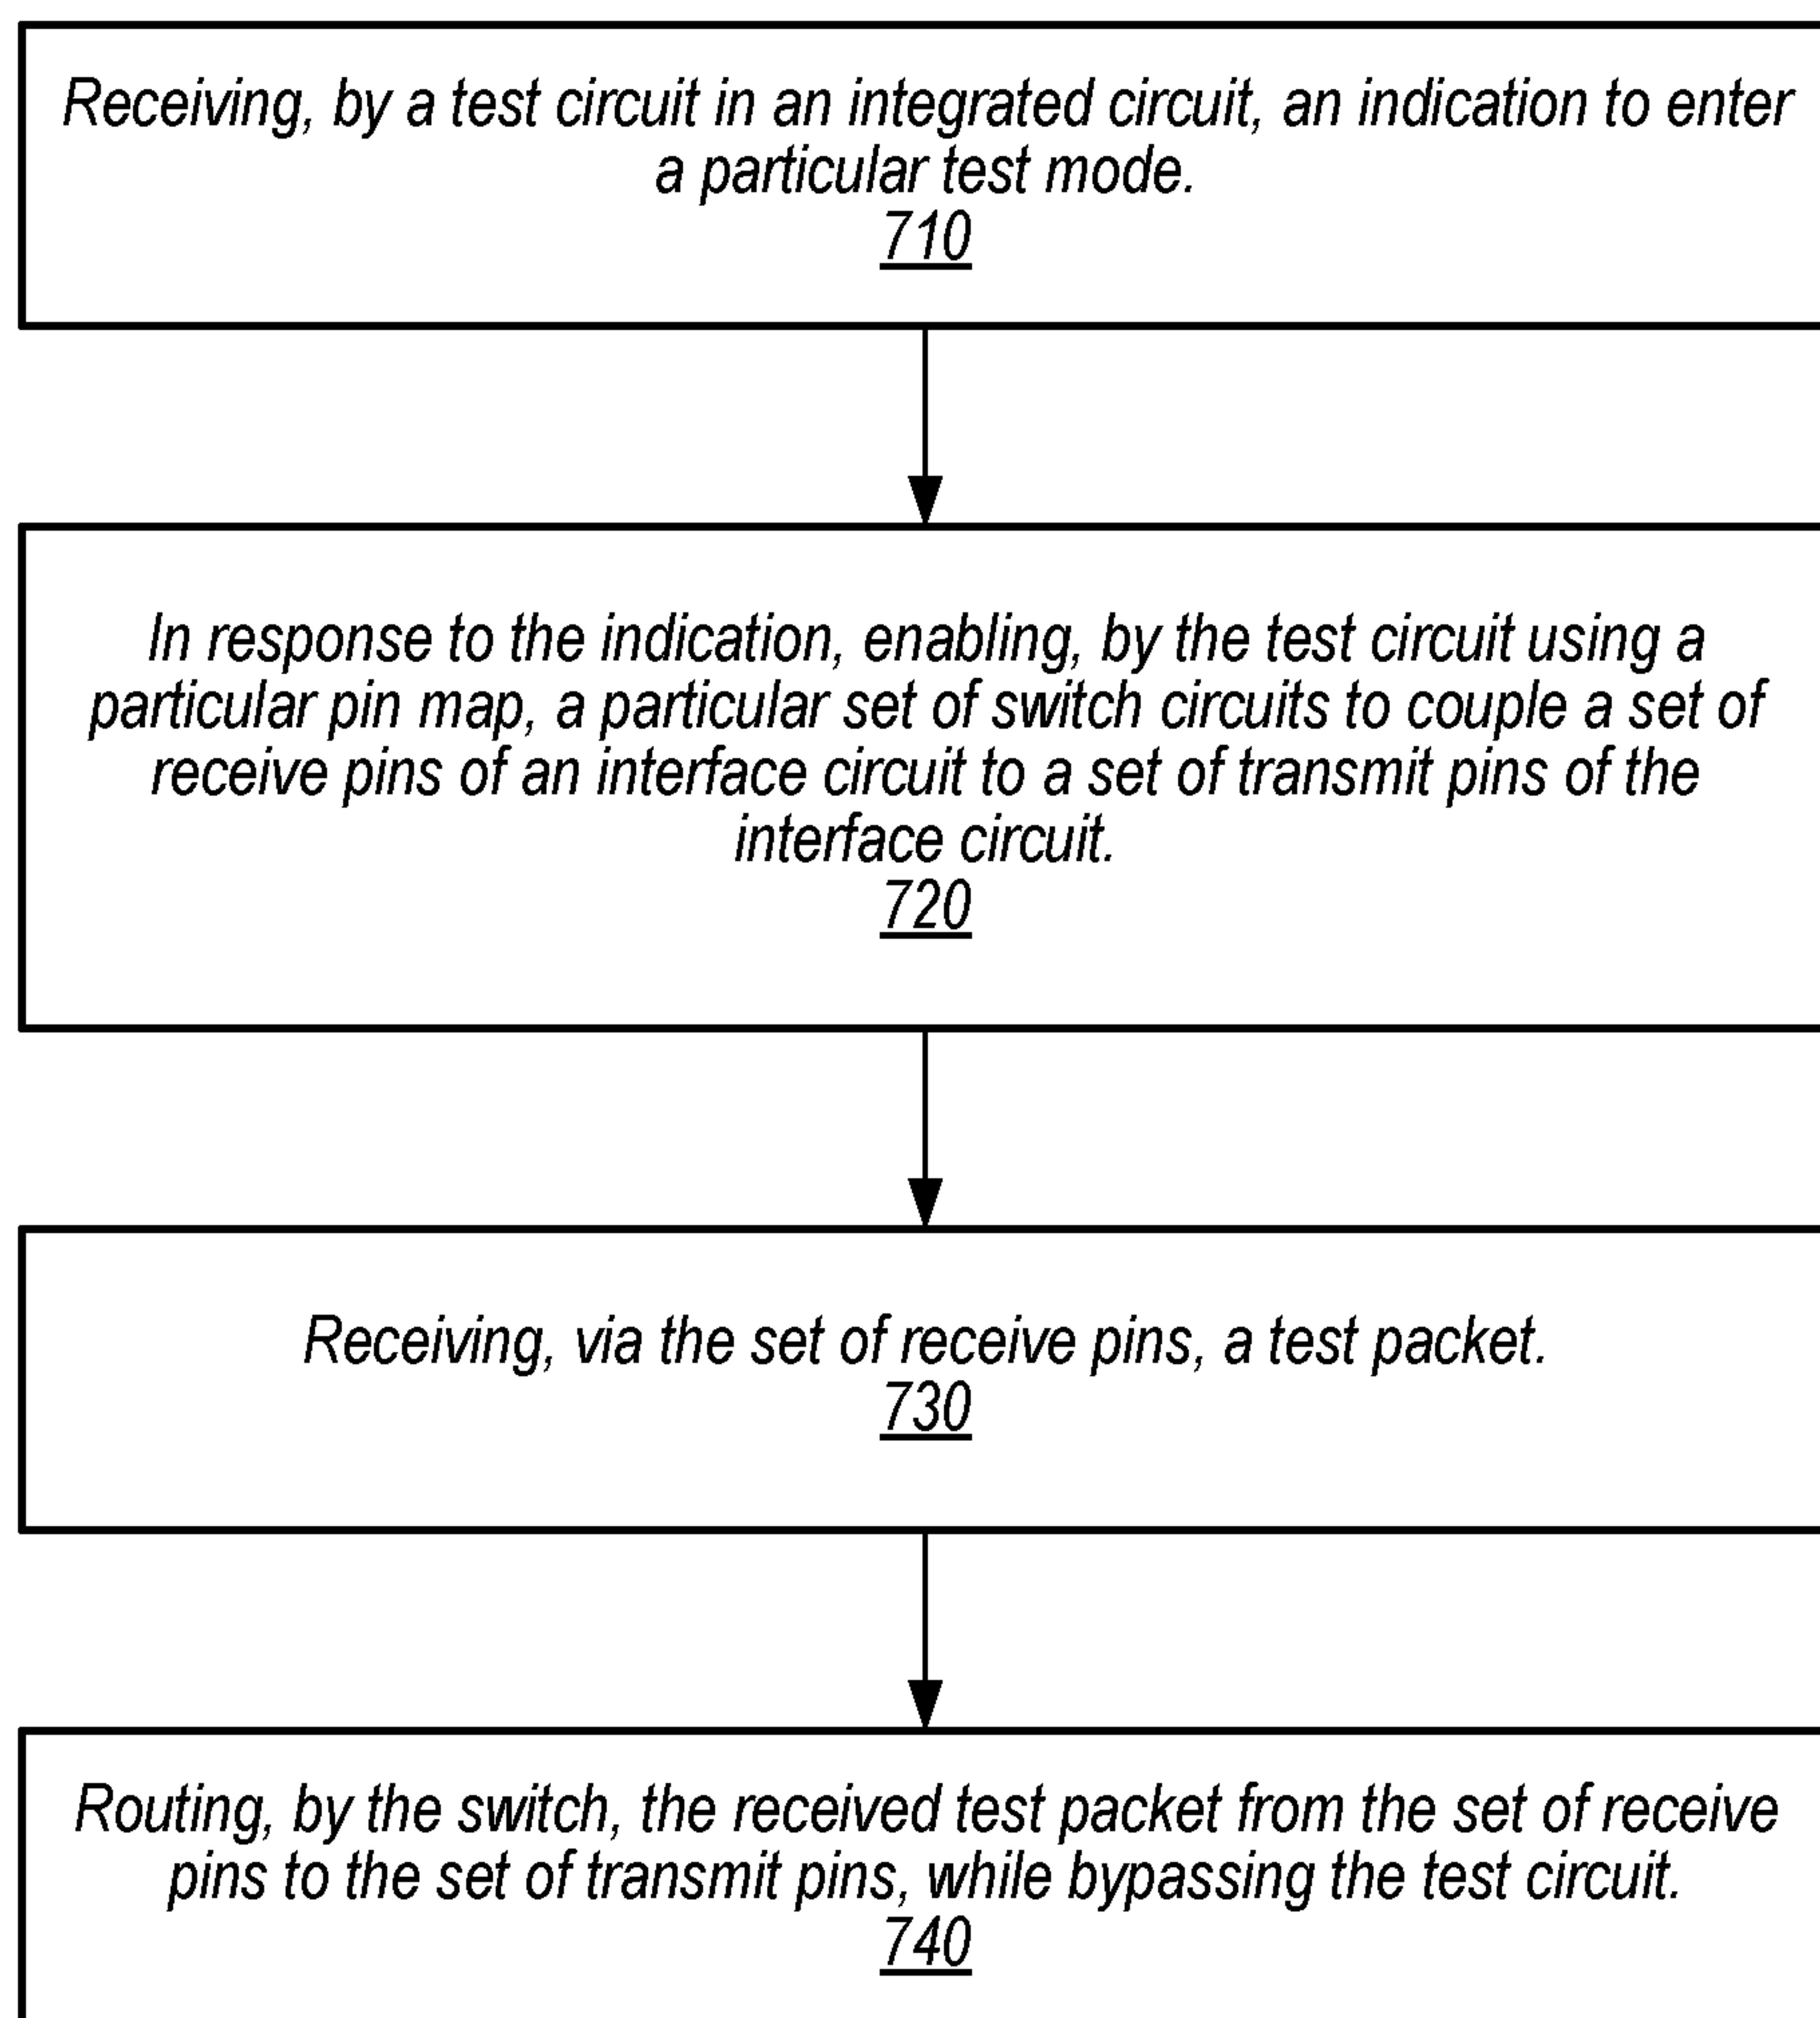 Receiving, by a test circuit in an integrated circuit, an indication to enter
a particular test mode.
710
In response to the indication, enabling, by the test circuit using a
particular pin map, a particular set of switch circuits to couple a set of
receive pins of an interface circuit to a set of transmit pins of the
interface circuit.
720
Receiving, via the set of receive pins, a test packet.
730
Routing, by the switch, the received test packet from the set of receive
pins to the set of transmit pins, while bypassing the test circuit.
740